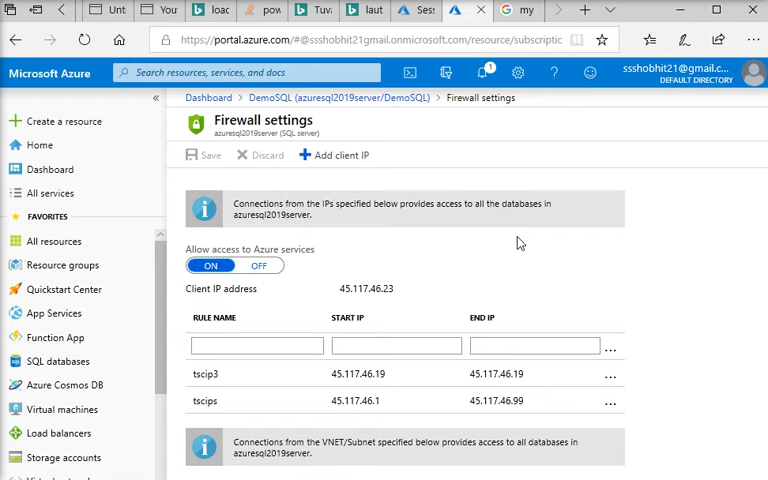 Unt
You
loac
pow
Tuv
laut
Ses
my
https://portal.azure.com/#@ssshobhit21gmail.onmicrosoft.com/resource/subscriptic
Microsoft Azure
Search resources, services, and docs
1
ssshobhit21@gmail.c...
DEFAULT DIRECTORY
Create a resource
Home
Dashboard
All services
FAVORITES
All resources
Resource groups
Quickstart Center
App Services
Function App
SQL databases
Azure Cosmos DB
Virtual machines
Load balancers
Storage accounts
Dashboard > DemoSQL (azuresql2019server/DemoSQL) > Firewall settings
Firewall settings
azuresql2019server (SQL server)
Save Discard Add client IP
Connections from the IPs specified below provides access to all the databases in
azuresql2019server.
Allow access to Azure services
ON OFF
Client IP address 45.117.46.23
RULE NAME START IP END IP
...
tscip3 45.117.46.19 45.117.46.19 ...
tscips 45.117.46.1 45.117.46.99 ...
Connections from the VNET/Subnet specified below provides access to all databases in
azuresql2019server.